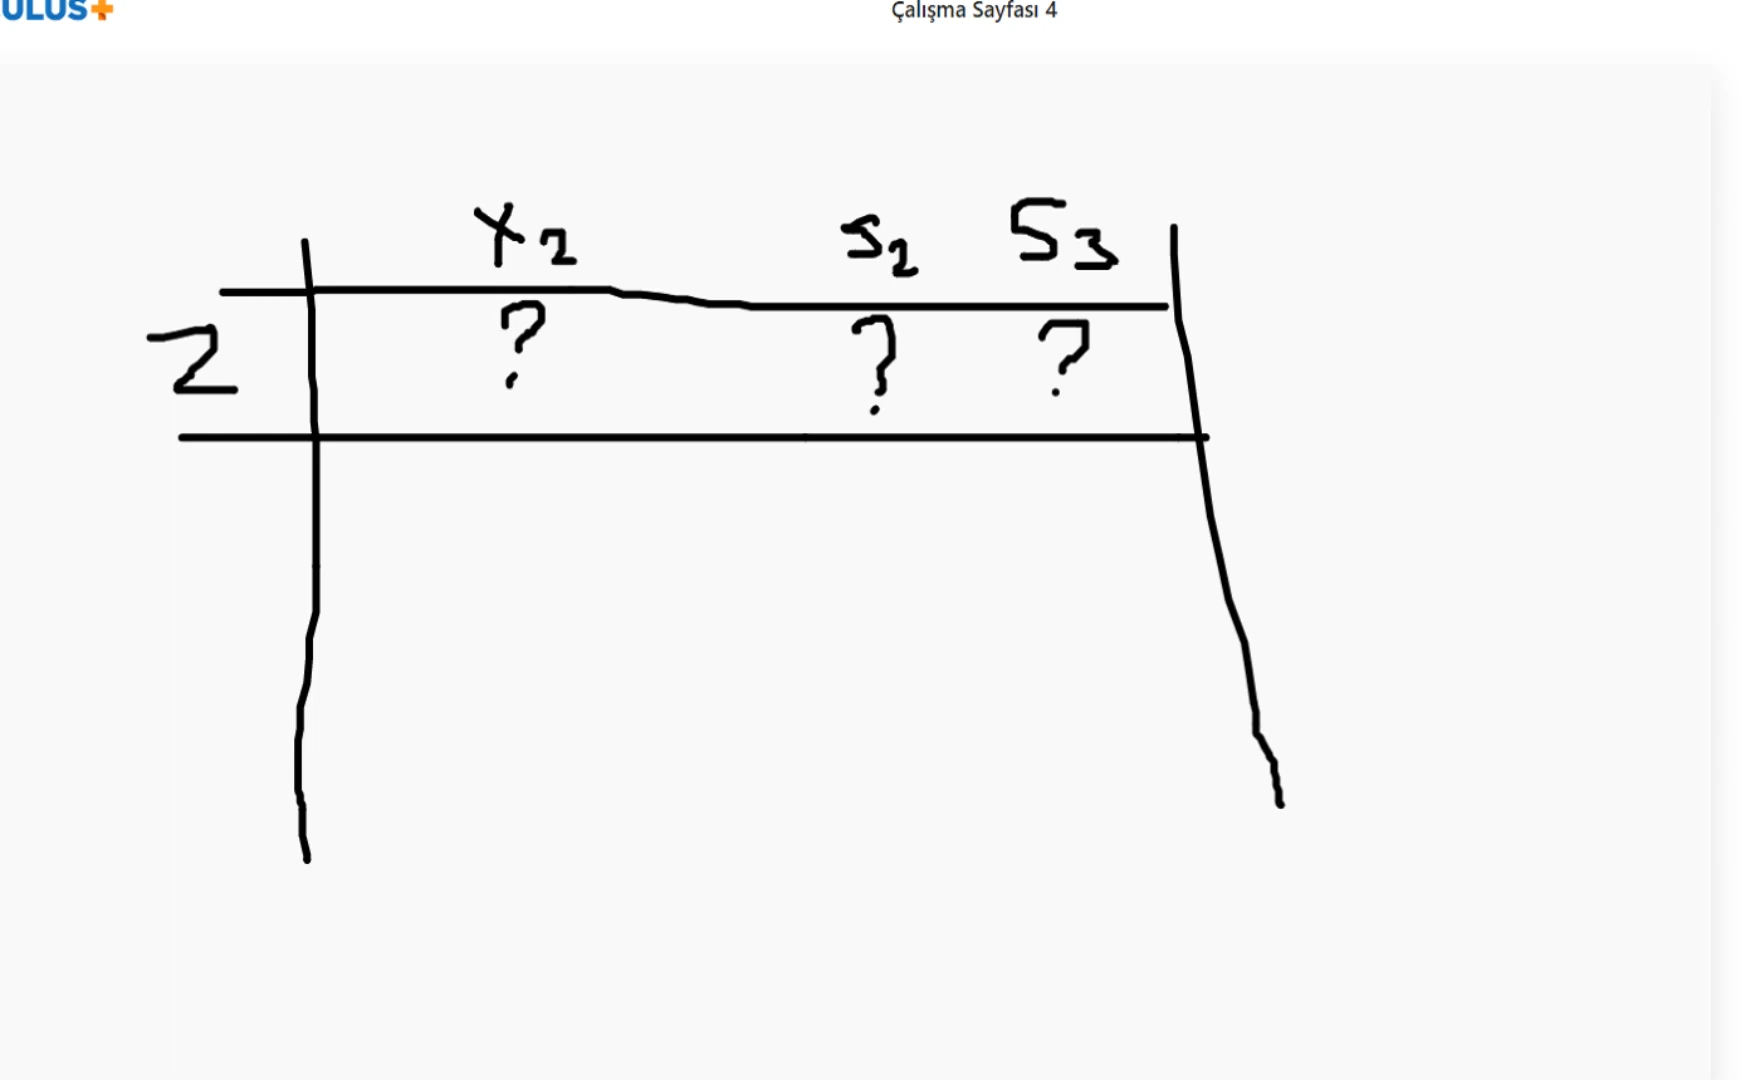 ULUS+
Çalışma Sayfası 4
x2 s2 S3
Z ? ? ?